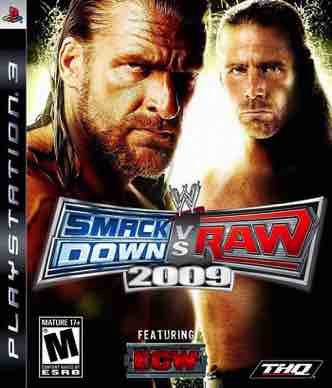 PLAYSTATION 3
W
SMACK
DOWN
VS
RAW
2009
MATURE 17+
M
CONTENT RATED BY
ESRB
FEATURING
ECW
THQ